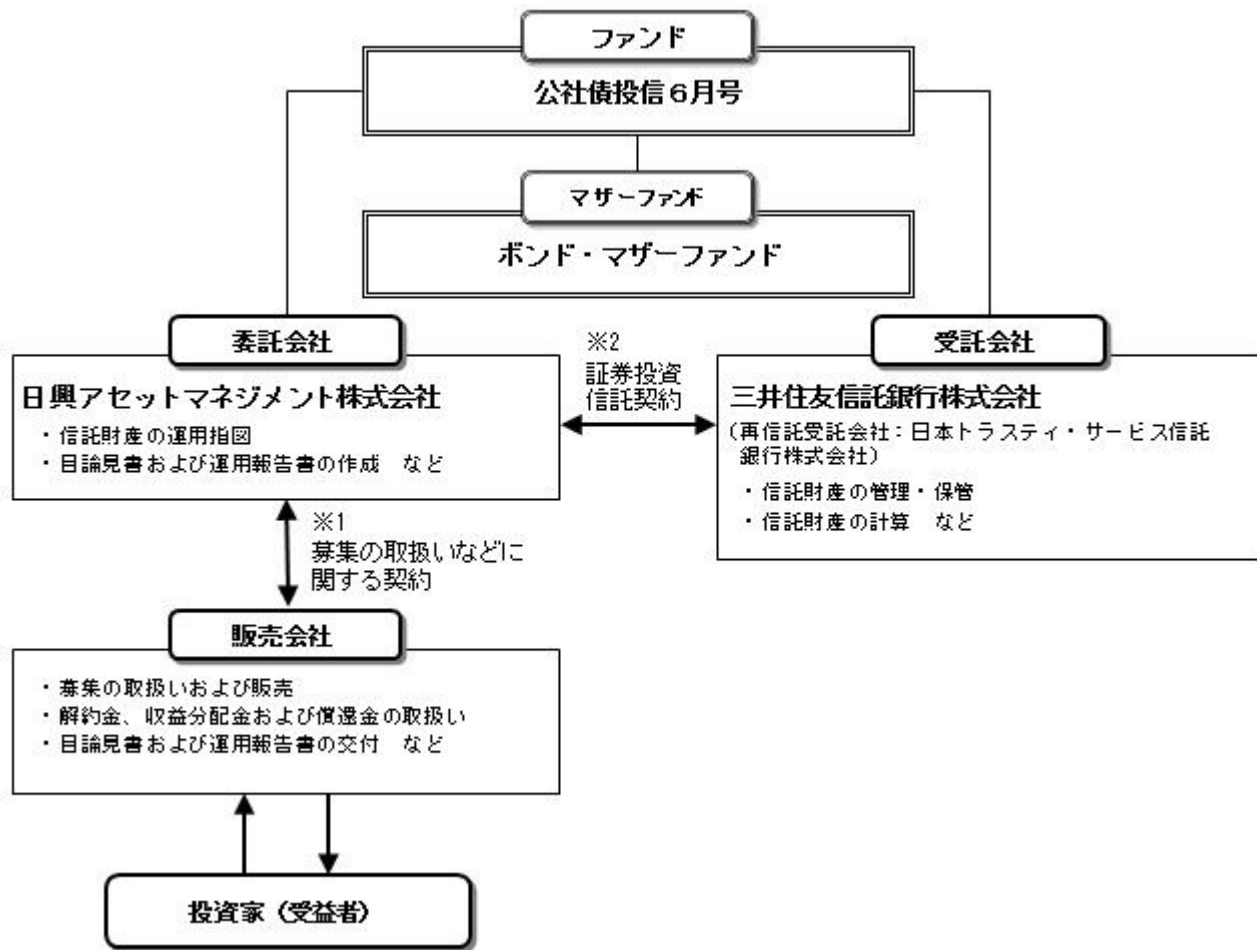 ファンド
公社債投信6月号
マザーファンド
ボンド・マザーファンド
委託会社
日興アセットマネジメント株式会社
・信託財産の運用指図
・目論見書および運用報告書の作成　など
※2
証券投資
信託契約
受託会社
三井住友信託銀行株式会社
(再信託受託会社:日本トラスティ・サービス信託
銀行株式会社)
・信託財産の管理・保管
・信託財産の計算　など
※1
募集の取扱いなどに
関する契約
販売会社
・募集の取扱いおよび販売
・解約金、収益分配金および償還金の取扱い
・目論見書および運用報告書の交付　など
投資家(受益者)